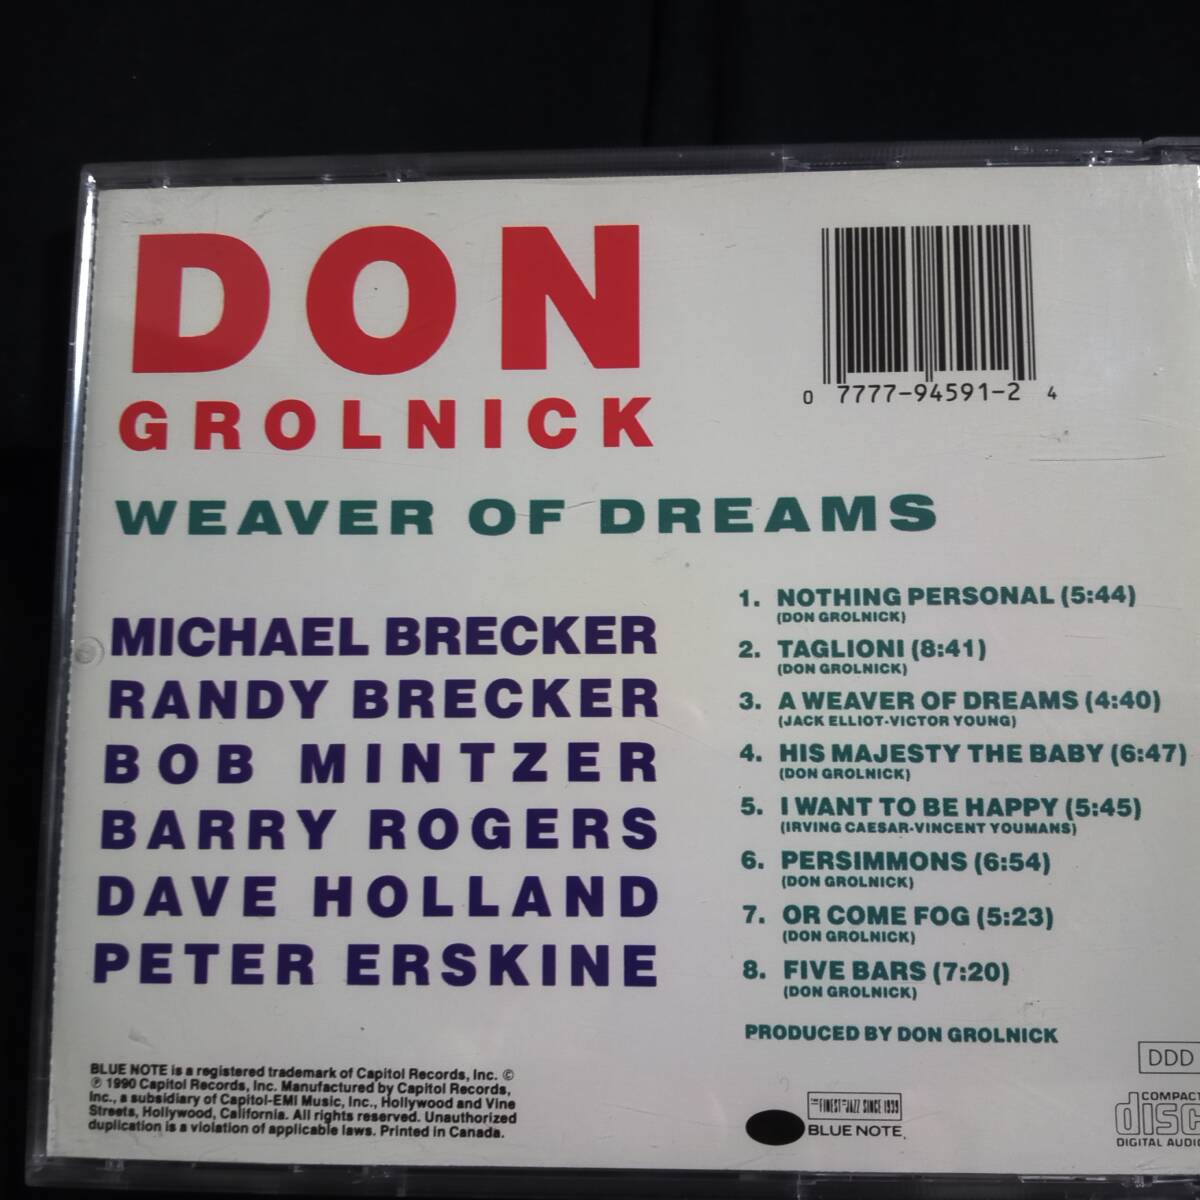 DON
GROLNICK
0 7777-94591-2 4
WEAVER OF DREAMS
MICHAEL BRECKER
RANDY BRECKER
BOB MINTZER
BARRY ROGERS
DAVE HOLLAND
PETER ERSKINE
1. NOTHING PERSONAL (5:44)
(DON GROLNICK)
2. TAGLIONI (8:41)
(DON GROLNICK)
3. A WEAVER OF DREAMS (4:40)
(JACK ELLIOT-VICTOR YOUNG)
4. HIS MAJESTY THE BABY (6:47)
(DON GROLNICK)
5. I WANT TO BE HAPPY (5:45)
(IRVING CAESAR-VINCENT YOUMANS)
6. PERSIMMONS (6:54)
(DON GROLNICK)
7. OR COME FOG (5:23)
(DON GROLNICK)
8. FIVE BARS (7:20)
(DON GROLNICK)
PRODUCED BY DON GROLNICK
BLUE NOTE is a registered trademark of Capitol Records, Inc. ©
℗ 1990 Capitol Records, Inc. Manufactured by Capitol Records,
Inc., a subsidiary of Capitol-EMI Music, Inc., Hollywood and Vine
Streets, Hollywood, California. All rights reserved. Unauthorized
duplication is a violation of applicable laws. Printed in Canada.
THE FINEST IN JAZZ SINCE 1939
BLUE NOTE.
DDD
COMPACT
disc
DIGITAL AUDIO